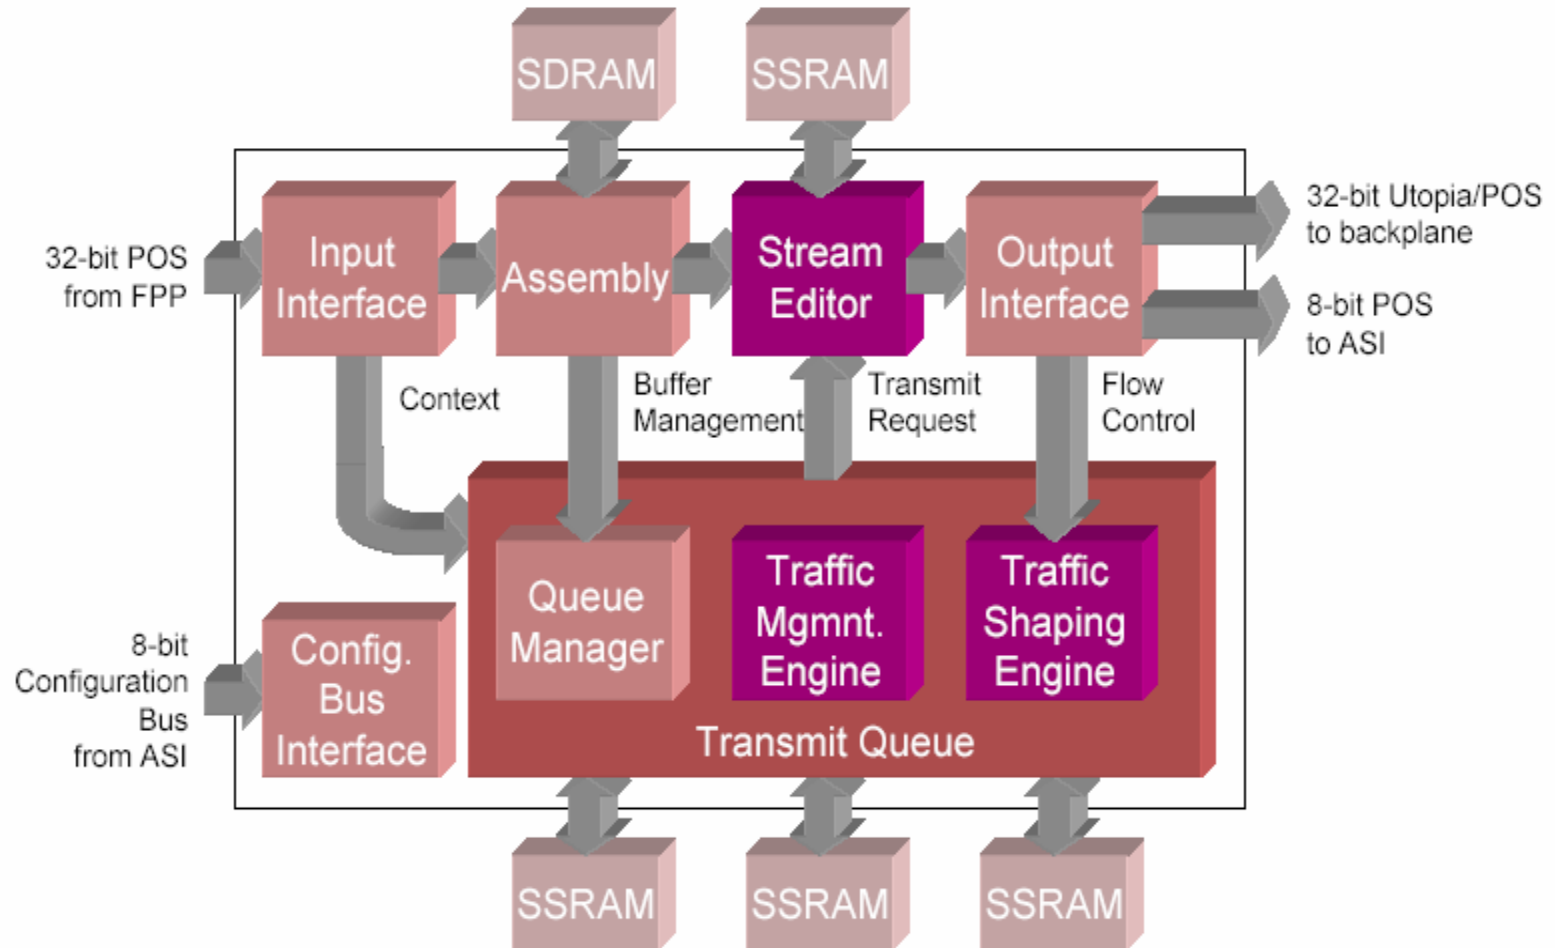 SDRAM
SSRAM
32-bit POS
from FPP
Input
Interface
Assembly
Stream
Editor
Output
Interface
32-bit Utopia/POS
to backplane
8-bit POS
to ASI
Context
Buffer
Management
Transmit
Request
Flow
Control
8-bit
Configuration
Bus
from ASI
Config.
Bus
Interface
Queue
Manager
Traffic
Mgmnt.
Engine
Traffic
Shaping
Engine
Transmit Queue
SSRAM
SSRAM
SSRAM